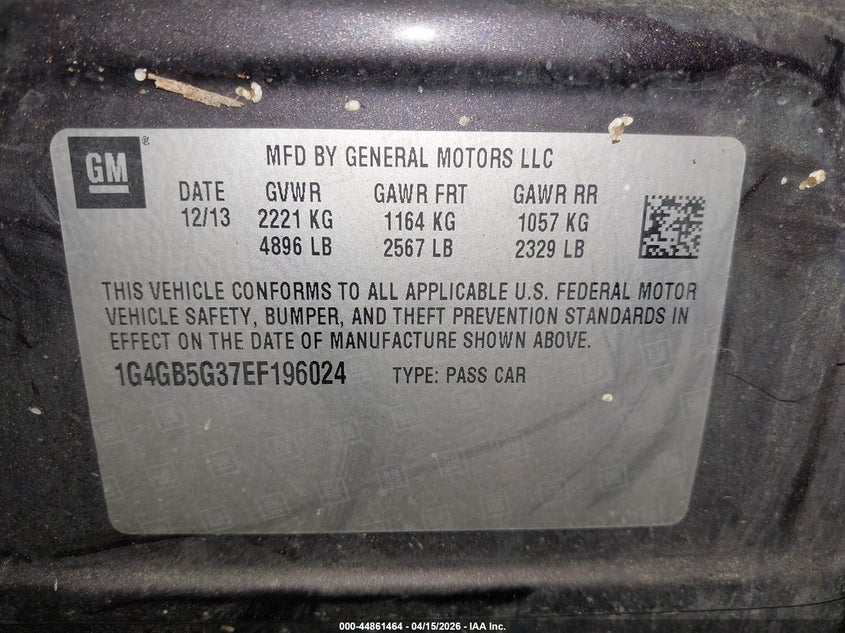 GM ®
MFD BY GENERAL MOTORS LLC
DATE GVWR GAWR FRT GAWR RR
12/13 2221 KG 1164 KG 1057 KG
4896 LB 2567 LB 2329 LB
THIS VEHICLE CONFORMS TO ALL APPLICABLE U.S. FEDERAL MOTOR
VEHICLE SAFETY, BUMPER, AND THEFT PREVENTION STANDARDS IN
EFFECT ON THE DATE OF MANUFACTURE SHOWN ABOVE.
1G4GB5G37EF196024 TYPE: PASS CAR
000-44861464 - 04/15/2026 - IAA Inc.